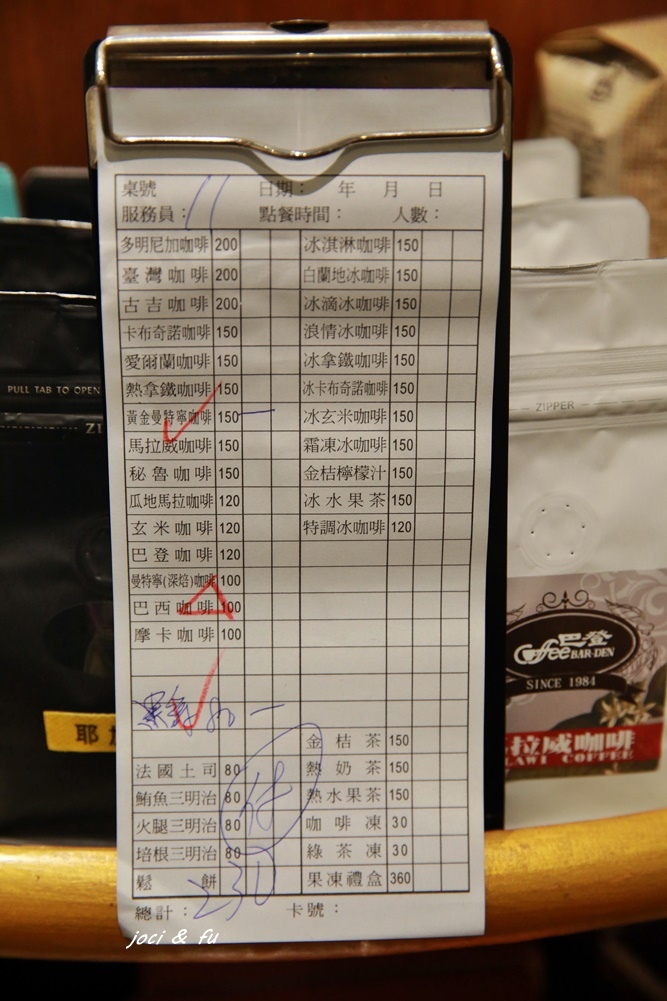 桌號 日期： 年 月 日
服務員： 11 點餐時間： 人數：
多明尼加咖啡 200 冰淇淋咖啡 150
臺灣咖啡 200 白蘭地冰咖啡 150
古吉咖啡 200 冰滴冰咖啡 150
卡布奇諾咖啡 150 浪情冰咖啡 150
愛爾蘭咖啡 150 冰拿鐵咖啡 150
熱拿鐵咖啡 150 冰卡布奇諾咖啡 150
黃金曼特寧咖啡 150 一 冰玄米咖啡 150
馬拉威咖啡 150 霜凍冰咖啡 150
秘魯咖啡 150 金桔檸檬汁 150
瓜地馬拉咖啡 120 冰水果茶 150
玄米咖啡 120 特調冰咖啡 120
巴登咖啡 120
曼特寧(深焙)咖啡 100
巴西咖啡 100
摩卡咖啡 100
80 一
金桔茶 150
法國土司 80 熱奶茶 150
鮪魚三明治 80 熱水果茶 150
火腿三明治 80 咖啡凍 30
培根三明治 80 綠茶凍 30
鬆餅 果凍禮盒 360
總計： 230 卡號：
joci & fu
PULL TAB TO OPEN
ZI
ZIPPER
耶
Coffee 巴登
BAR-DEN
SINCE 1984
拉威咖啡
LAWI COFFEE